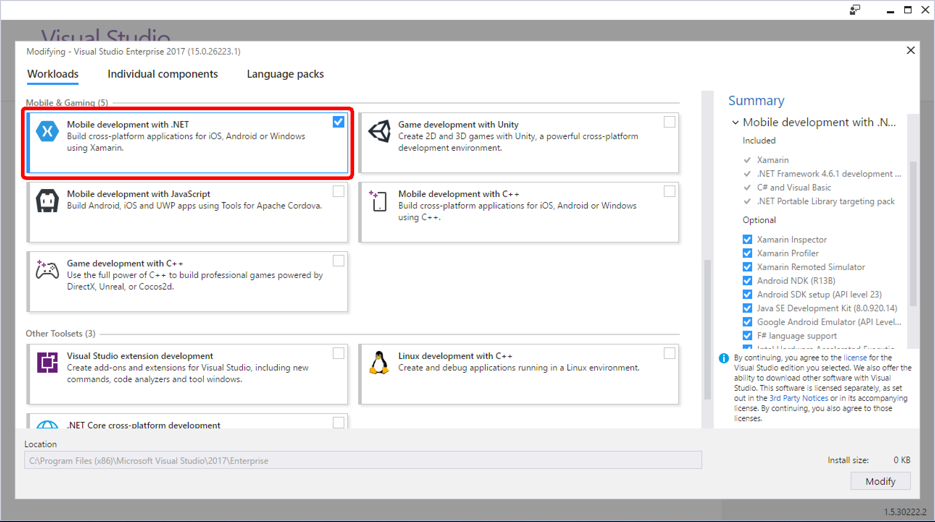 Visual Studio
Modifying - Visual Studio Enterprise 2017 (15.0.26223.1)
Workloads
Individual components
Language packs
Mobile & Gaming (5)
Mobile development with .NET
Build cross-platform applications for iOS, Android or Windows
using Xamarin.
Game development with Unity
Create 2D and 3D games with Unity, a powerful cross-platform
development environment.
Mobile development with JavaScript
Build Android, iOS and UWP apps using Tools for Apache Cordova.
Mobile development with C++
Build cross-platform applications for iOS, Android or Windows
using C++.
Game development with C++
Use the full power of C++ to build professional games powered by
DirectX, Unreal, or Cocos2d.
Other Toolsets (3)
Visual Studio extension development
Create add-ons and extensions for Visual Studio, including new
commands, code analyzers and tool windows.
Linux development with C++
Create and debug applications running in a Linux environment.
.NET Core cross-platform development
Summary
Mobile development with .N...
Included
Xamarin
.NET Framework 4.6.1 development ...
C# and Visual Basic
.NET Portable Library targeting pack
Optional
Xamarin Inspector
Xamarin Profiler
Xamarin Remoted Simulator
Android NDK (R13B)
Android SDK setup (API level 23)
Java SE Development Kit (8.0.920.14)
Google Android Emulator (API Level...
F# language support
Intel Hardware Accelerated Executio...
By continuing, you agree to the license for the
Visual Studio edition you selected. We also offer the
ability to download other software with Visual
Studio. This software is licensed separately, as set
out in the 3rd Party Notices or in its accompanying
license. By continuing, you also agree to those
licenses.
Location
C:\Program Files (x86)\Microsoft Visual Studio\2017\Enterprise
Install size: 0 KB
Modify
1.5.30222.2